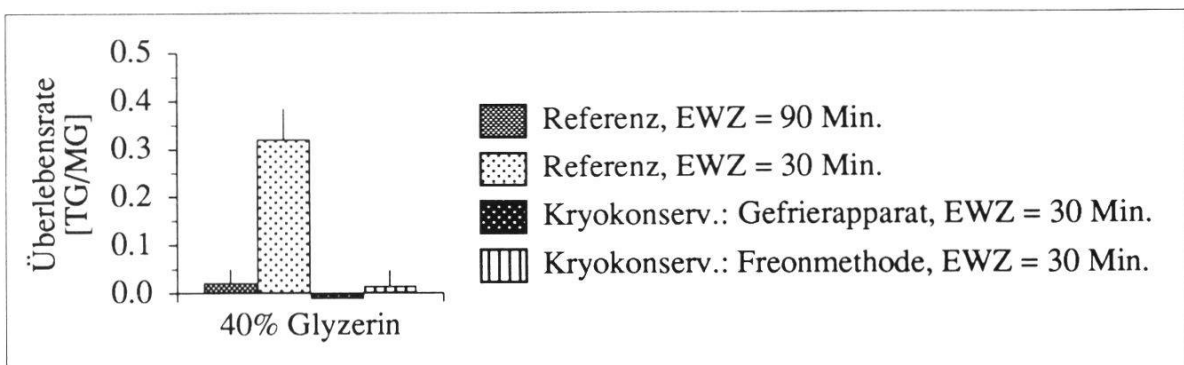 Überlebensrate
[TG/MG]
0.5
0.4
0.3
0.2
0.1
0.0
40% Glyzerin
Referenz, EWZ = 90 Min.
Referenz, EWZ = 30 Min.
Kryokonserv.: Gefrierapparat, EWZ = 30 Min.
Kryokonserv.: Freonmethode, EWZ = 30 Min.